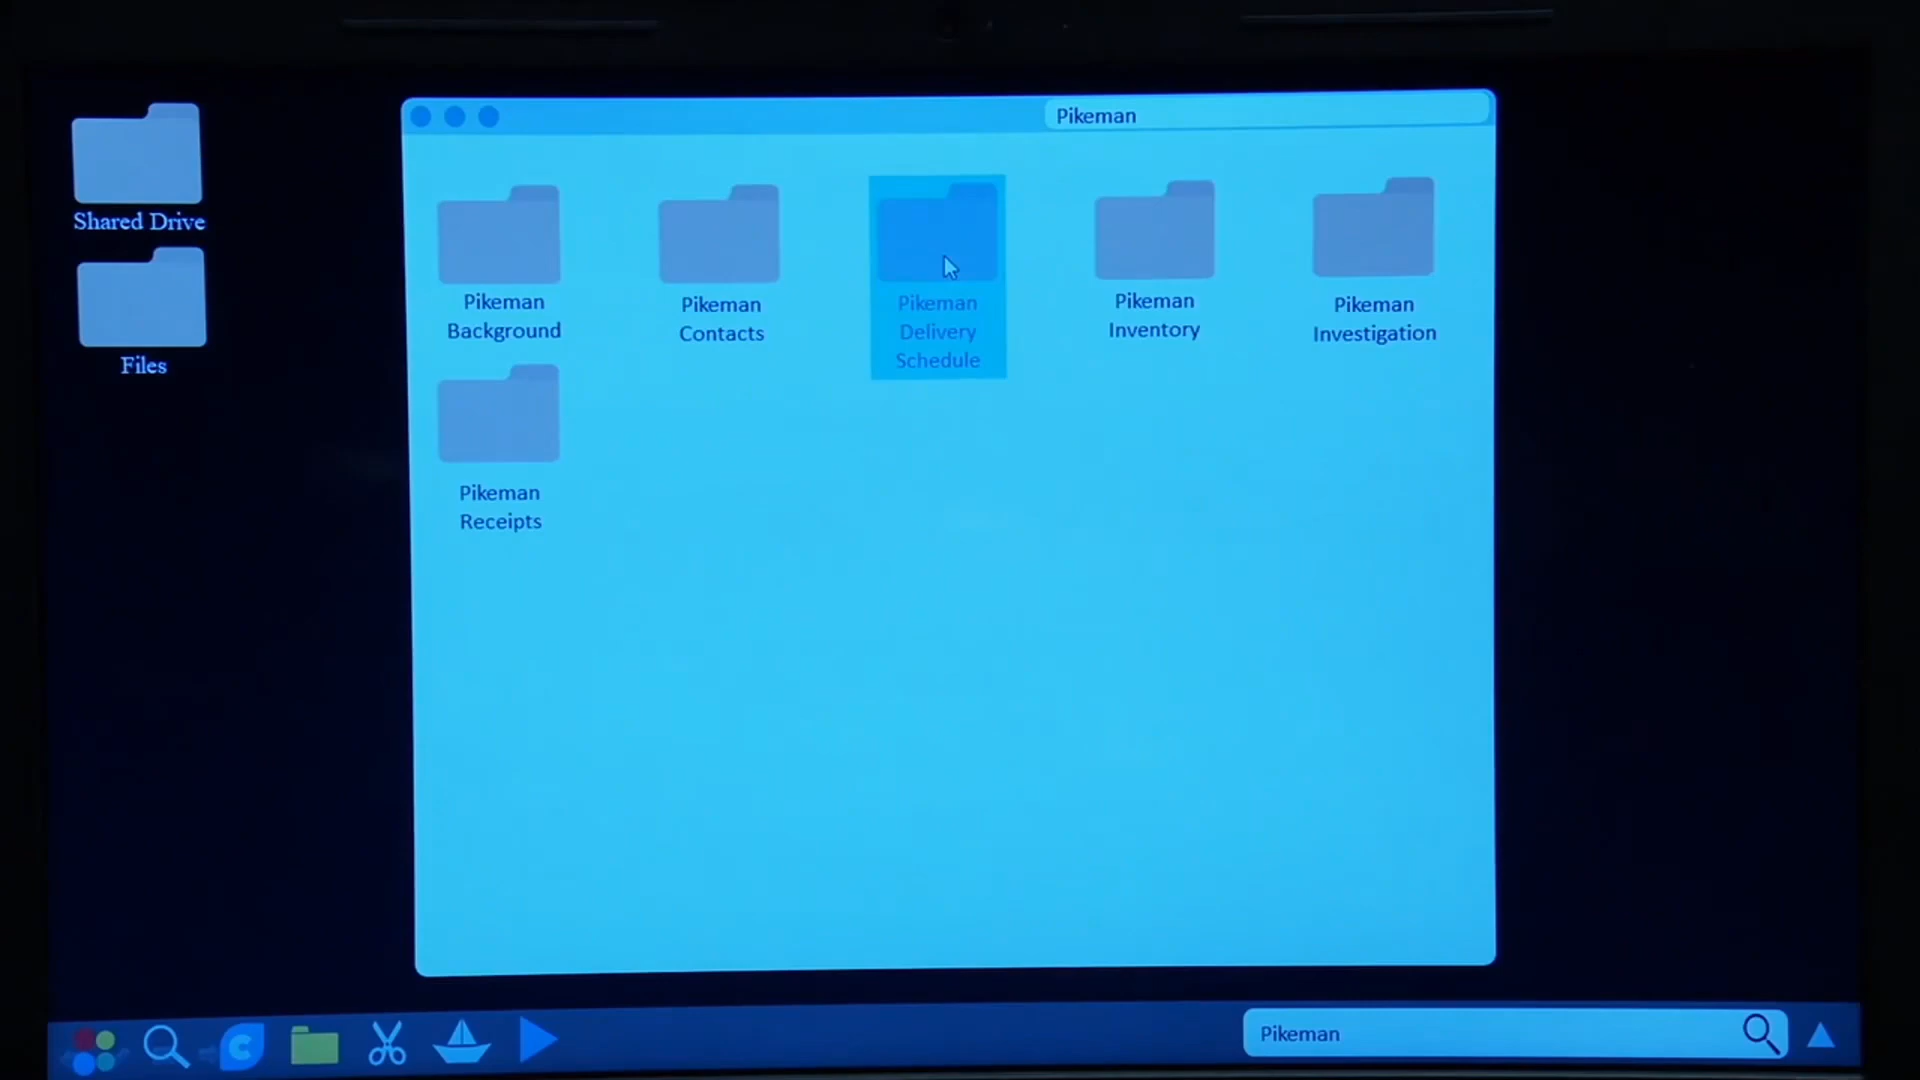 Pikeman
Shared Drive
Files
Pikeman
Background
Pikeman
Contacts
Pikeman
Delivery
Schedule
Pikeman
Inventory
Pikeman
Investigation
Pikeman
Receipts
C
Pikeman